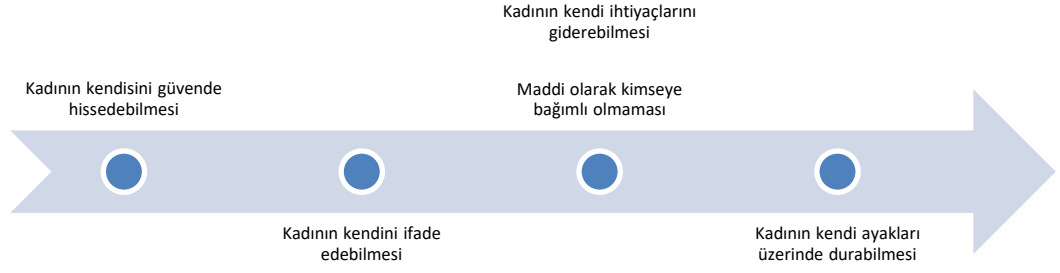 Kadının kendi ihtiyaçlarını
giderebilmesi
Kadının kendisini güvende
hissedebilmesi
Maddi olarak kimseye
bağımlı olmaması
Kadının kendini ifade
edebilmesi
Kadının kendi ayakları
üzerinde durabilmesi